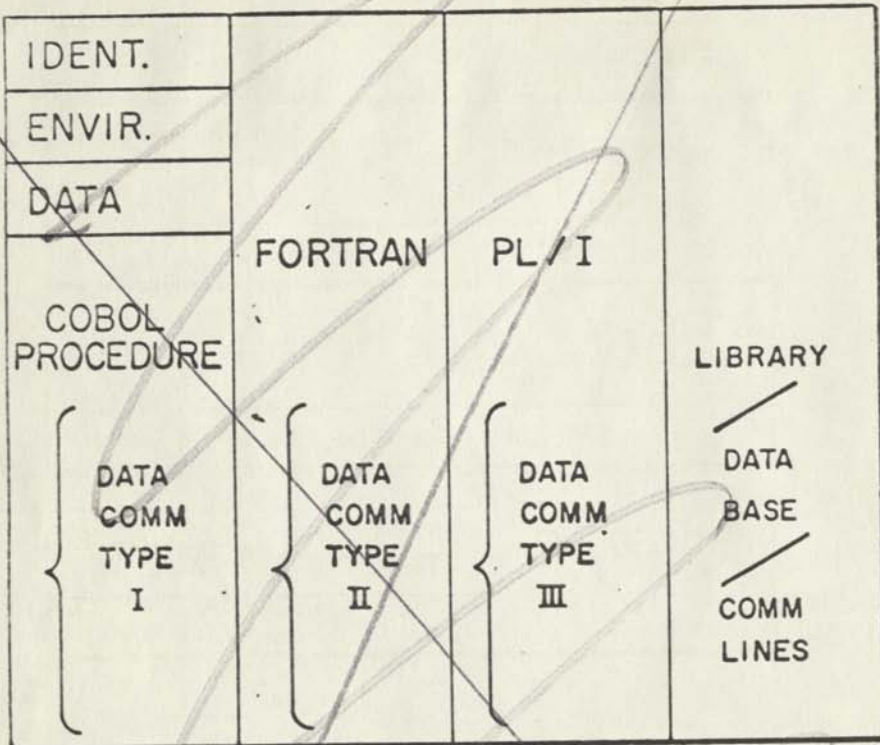 IDENT.
ENVIR.
DATA
COBOL
PROCEDURE
DATA
COMM
TYPE
I
FORTRAN
DATA
COMM
TYPE
II
PL/I
DATA
COMM
TYPE
III
LIBRARY
/
DATA
BASE
/
COMM
LINES